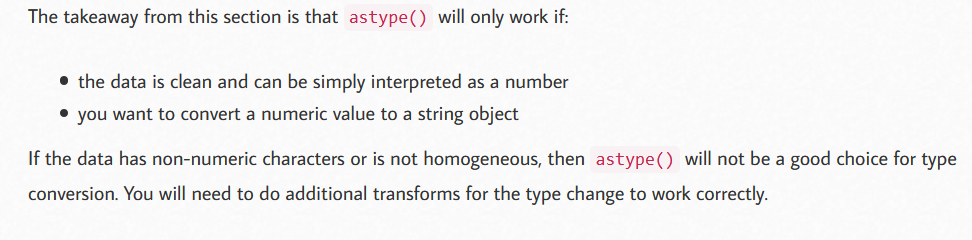 The takeaway from this section is that astype() will only work if:
• the data is clean and can be simply interpreted as a number
• you want to convert a numeric value to a string object
If the data has non-numeric characters or is not homogeneous, then astype() will not be a good choice for type
conversion. You will need to do additional transforms for the type change to work correctly.